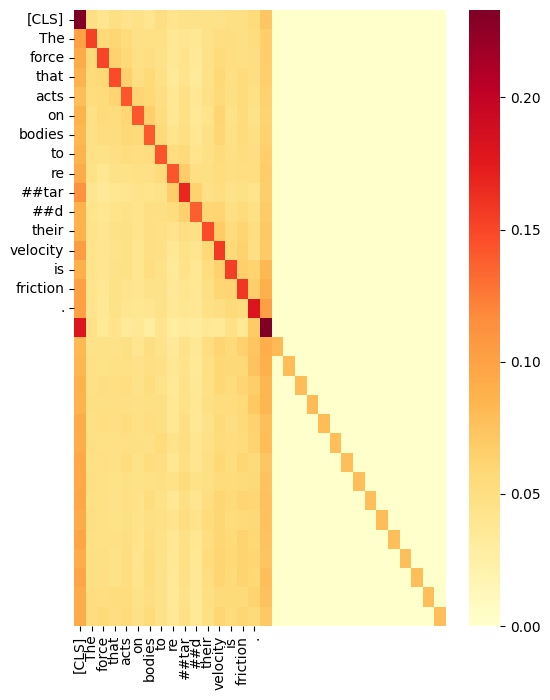 [CLS]
The
force
that
acts
on
bodies
to
re
##tar
##d
their
velocity
is
friction
.
0.20
0.15
0.10
0.05
0.00
[CLS]
The
force
that
acts
on
bodies
to
re
##tar
##d
their
velocity
is
friction
.